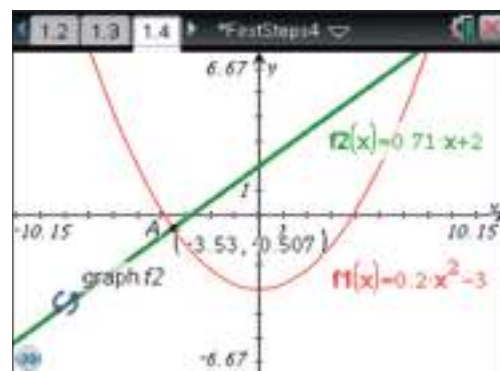 1.2 1.3 1.4 *FirstSteps4
6.67 y
f2(x)=0.71·x+2
1
A x
-10.15 1 10.15
(-3.53, -0.507)
graph f2
f1(x)=0.2·x²-3
-6.67